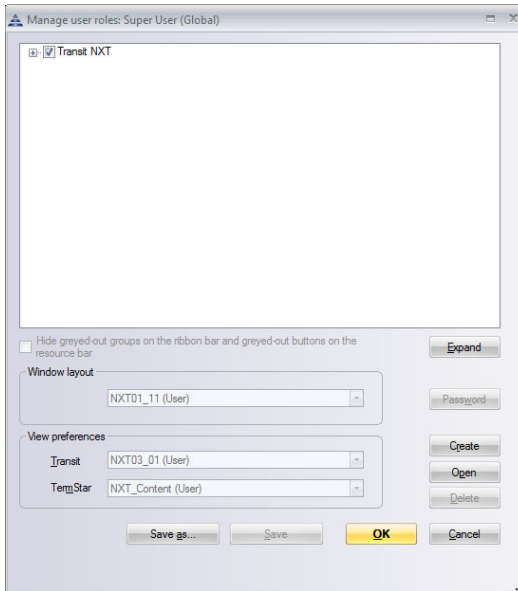 Manage user roles: Super User (Global)
Transit NXT
Hide greyed-out groups on the ribbon bar and greyed-out buttons on the
resource bar
Expand
Window layout
NXT01_11 (User)
Password
View preferences
Create
Transit NXT03_01 (User)
Open
TermStar NXT_Content (User)
Delete
Save as... Save OK Cancel